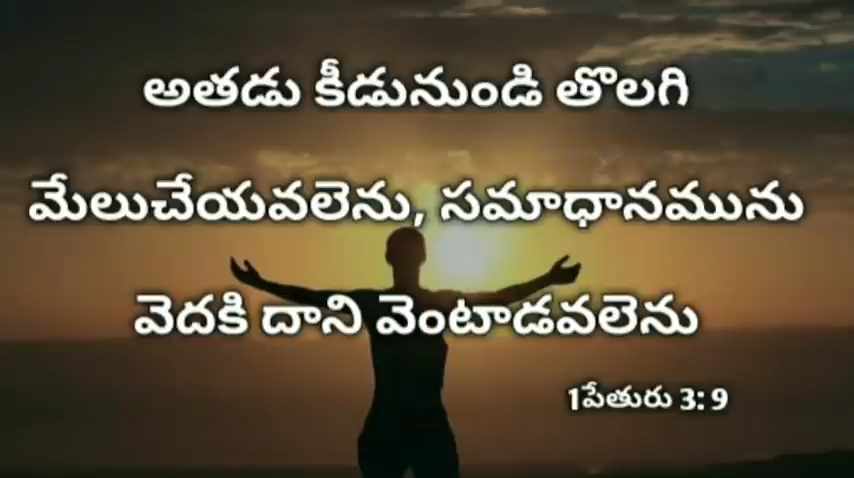 అతడు కీడునుండి తొలగి
మేలుచేయవలెను, సమాధానమును
వెదకి దాని వెంటాడవలెను
1పేతురు 3: 9